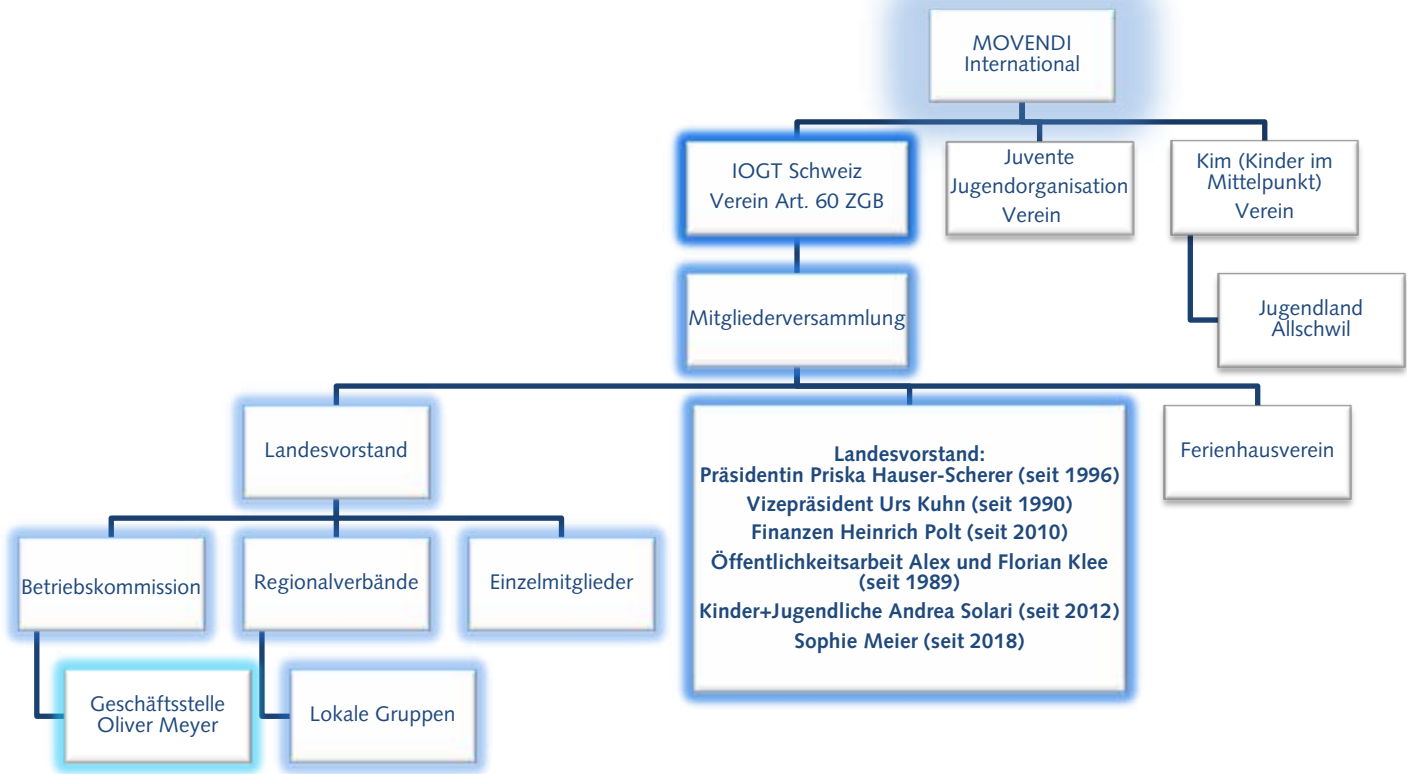 MOVENDI
International
IOGT Schweiz
Verein Art. 60 ZGB
Juvente
Jugendorganisation
Verein
Kim (Kinder im
Mittelpunkt)
Verein
Mitgliederversammlung
Jugendland
Allschwil
Landesvorstand
Landesvorstand:
Präsidentin Priska Hauser-Scherer (seit 1996)
Vizepräsident Urs Kuhn (seit 1990)
Finanzen Heinrich Polt (seit 2010)
Öffentlichkeitsarbeit Alex und Florian Klee
(seit 1989)
Kinder+Jugendliche Andrea Solari (seit 2012)
Sophie Meier (seit 2018)
Ferienhausverein
Betriebskommission
Regionalverbände
Einzelmitglieder
Geschäftsstelle
Oliver Meyer
Lokale Gruppen